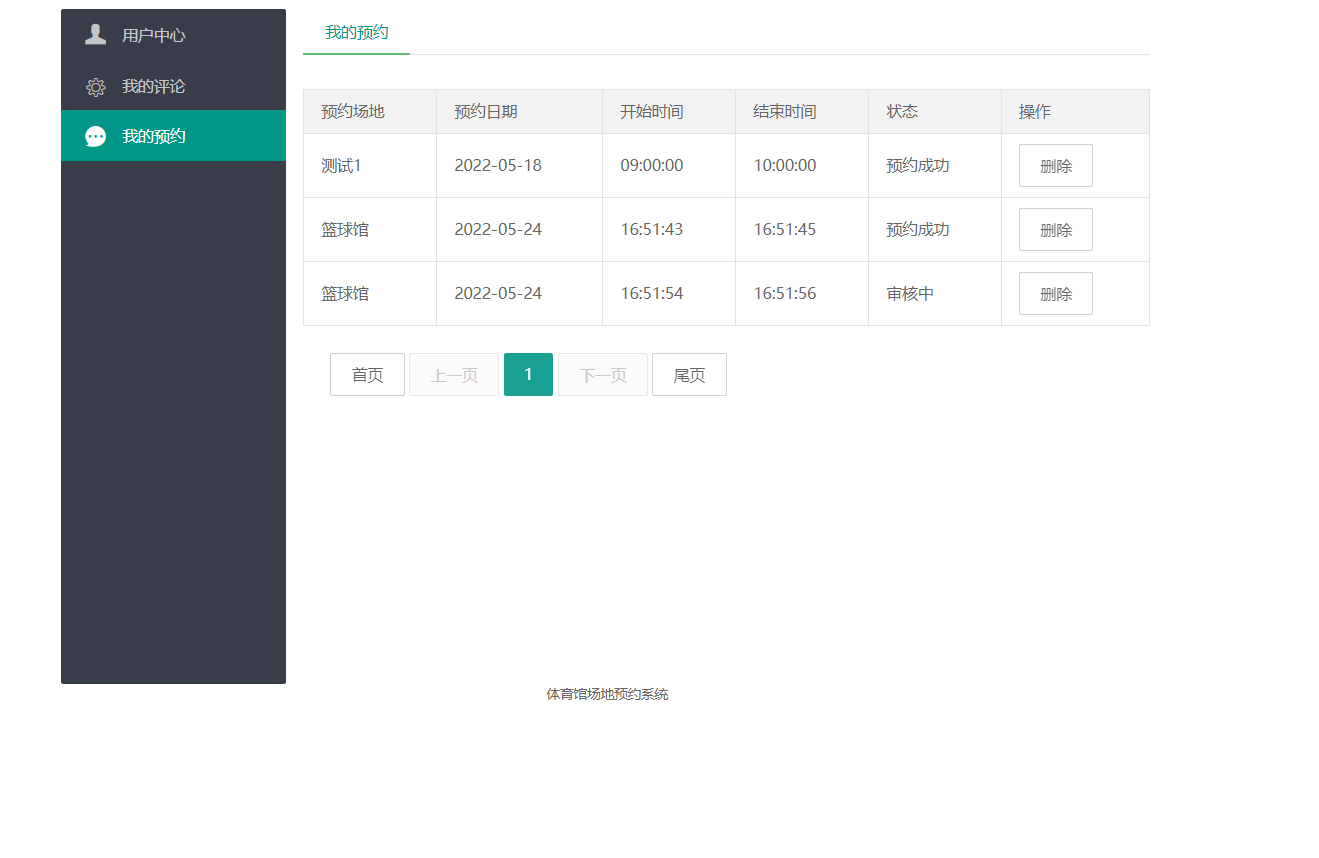 用户中心
我的评论
我的预约
我的预约
预约场地 预约日期 开始时间 结束时间 状态 操作
测试1 2022-05-18 09:00:00 10:00:00 预约成功 删除
篮球馆 2022-05-24 16:51:43 16:51:45 预约成功 删除
篮球馆 2022-05-24 16:51:54 16:51:56 审核中 删除
首页 上一页 1 下一页 尾页
体育馆场地预约系统